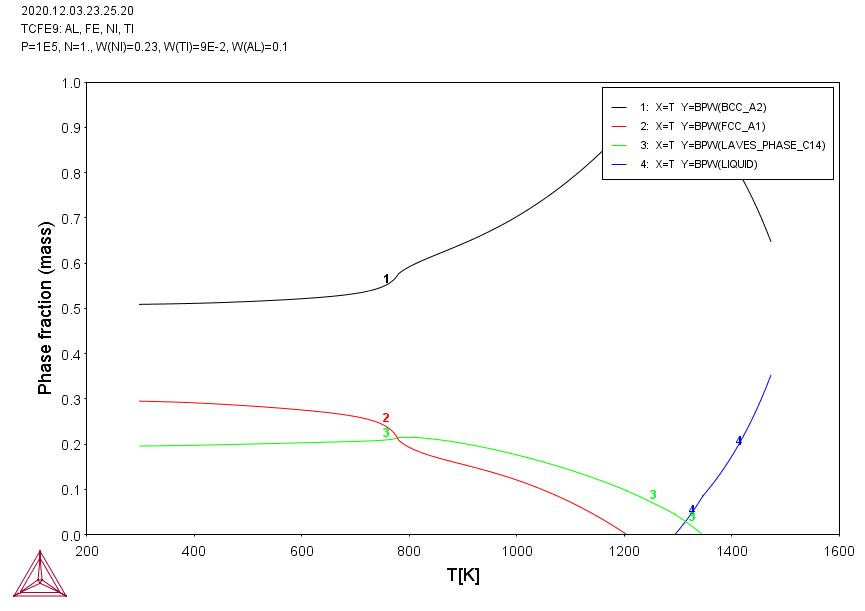 2020.12.03.23.25.20
TCFE9: AL, FE, NI, TI
P=1E5, N=1., W(NI)=0.23, W(TI)=9E-2, W(AL)=0.1
1: X=T Y=BPW(BCC_A2)
2: X=T Y=BPW(FCC_A1)
3: X=T Y=BPW(LAVES_PHASE_C14)
4: X=T Y=BPW(LIQUID)
1.0
0.9
0.8
0.7
0.6
0.5
0.4
0.3
0.2
0.1
0.0
Phase fraction (mass)
1
2
3
3
4
4
3
200 400 600 800 1000 1200 1400 1600
T[K]